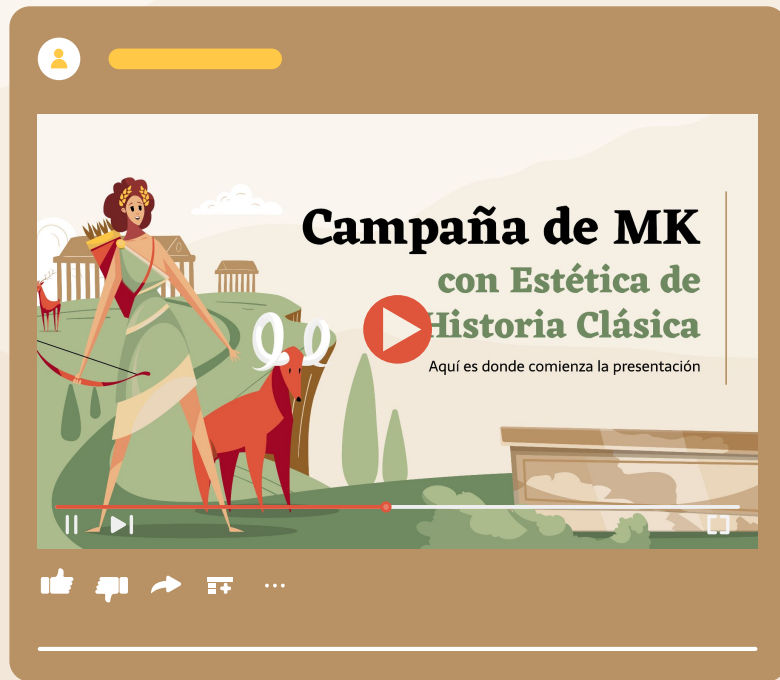 Campaña de MK
con Estética de
Historia Clásica
Aquí es donde comienza la presentación